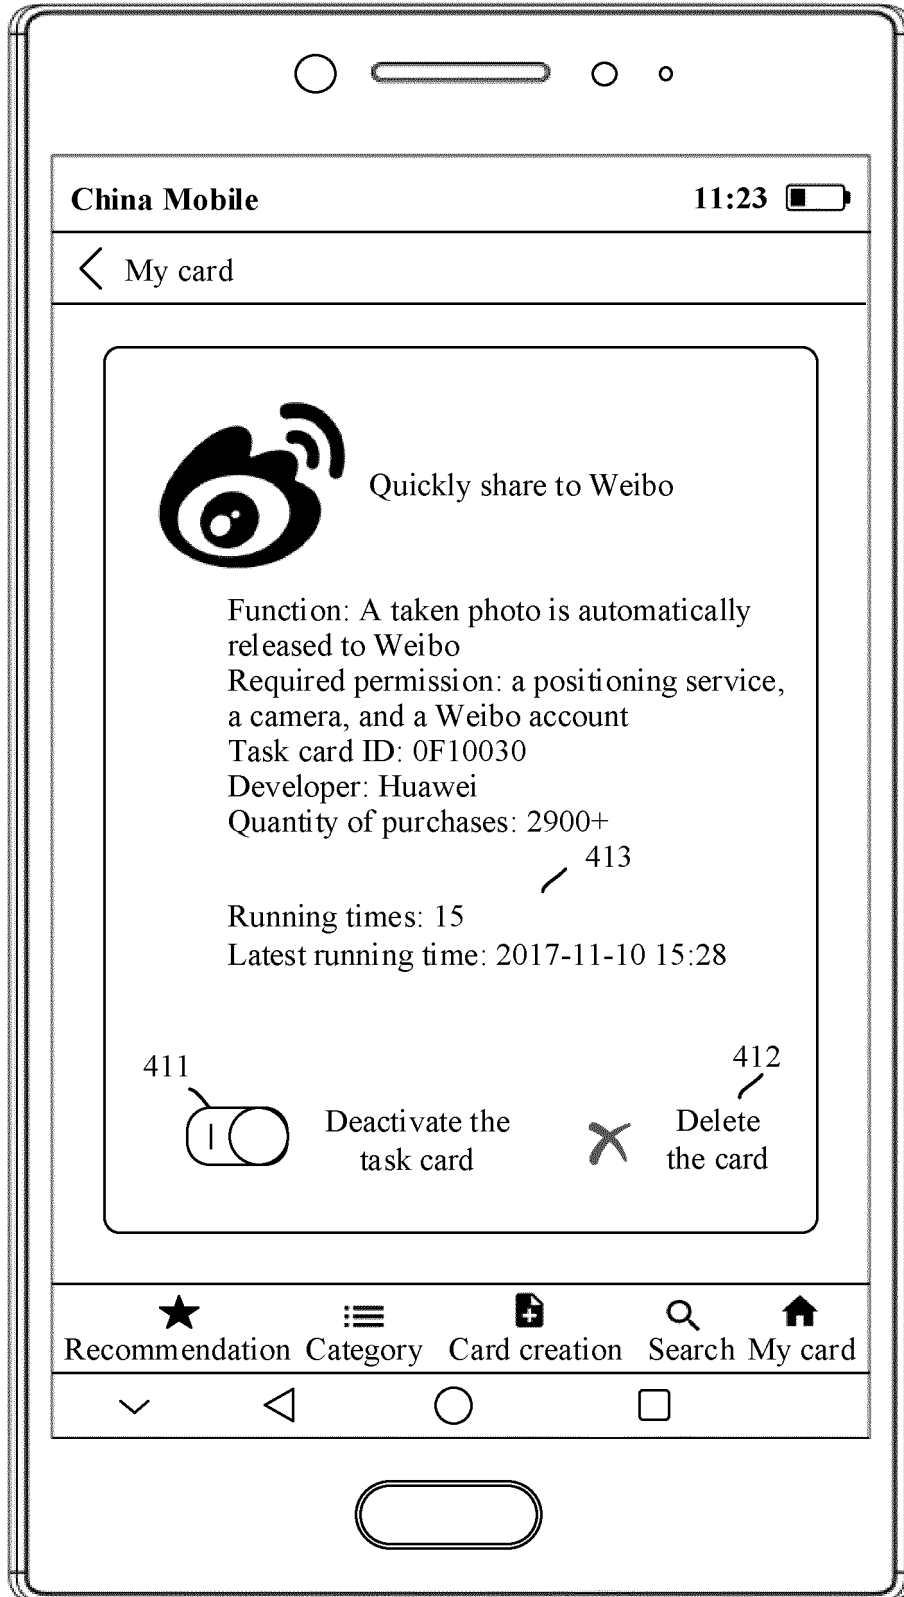 China Mobile 11:23
My card
Quickly share to Weibo
Function: A taken photo is automatically
released to Weibo
Required permission: a positioning service,
a camera, and a Weibo account
Task card ID: 0F10030
Developer: Huawei
Quantity of purchases: 2900+
413
Running times: 15
Latest running time: 2017-11-10 15:28
411
412
Deactivate the
task card
Delete
the card
Recommendation Category Card creation Search My card